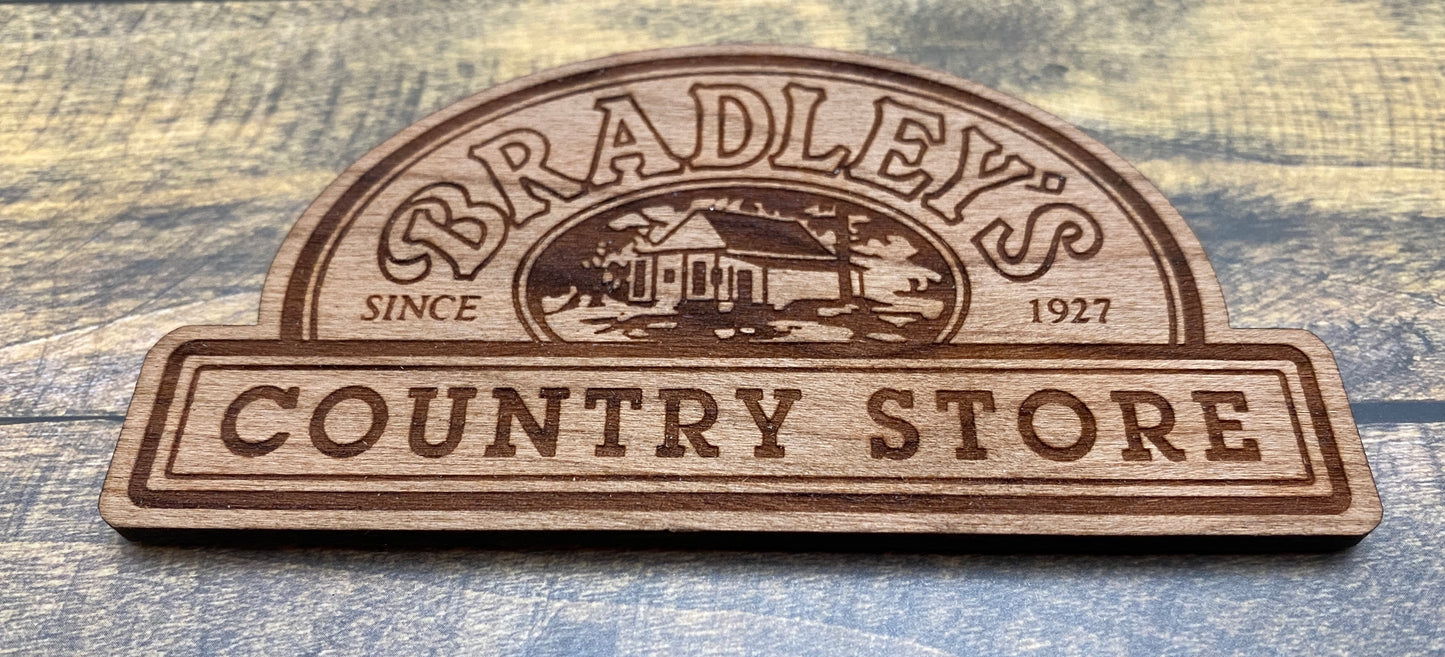 BRADLEY'S
SINCE 1927
COUNTRY STORE